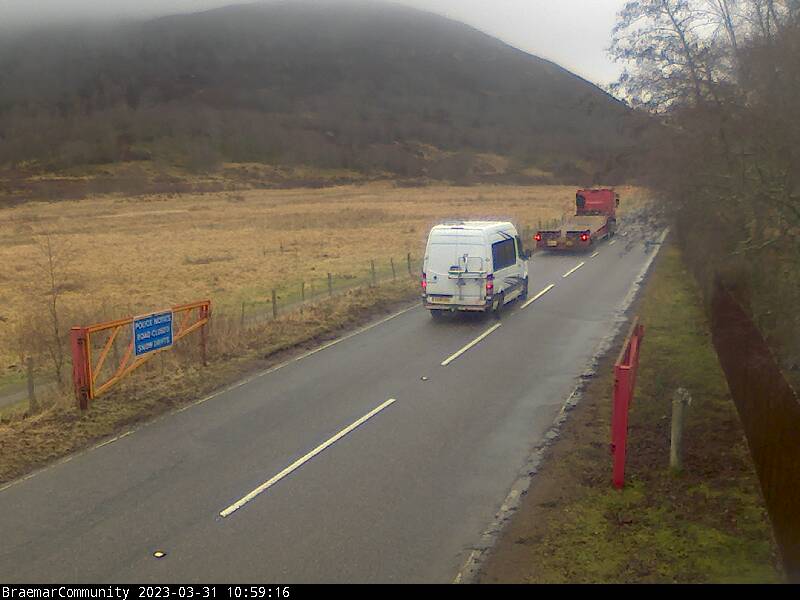 POLICE NOTICE
ROAD CLOSED
SNOW DRIFTS
BraemarCommunity 2023-03-31 10:59:16